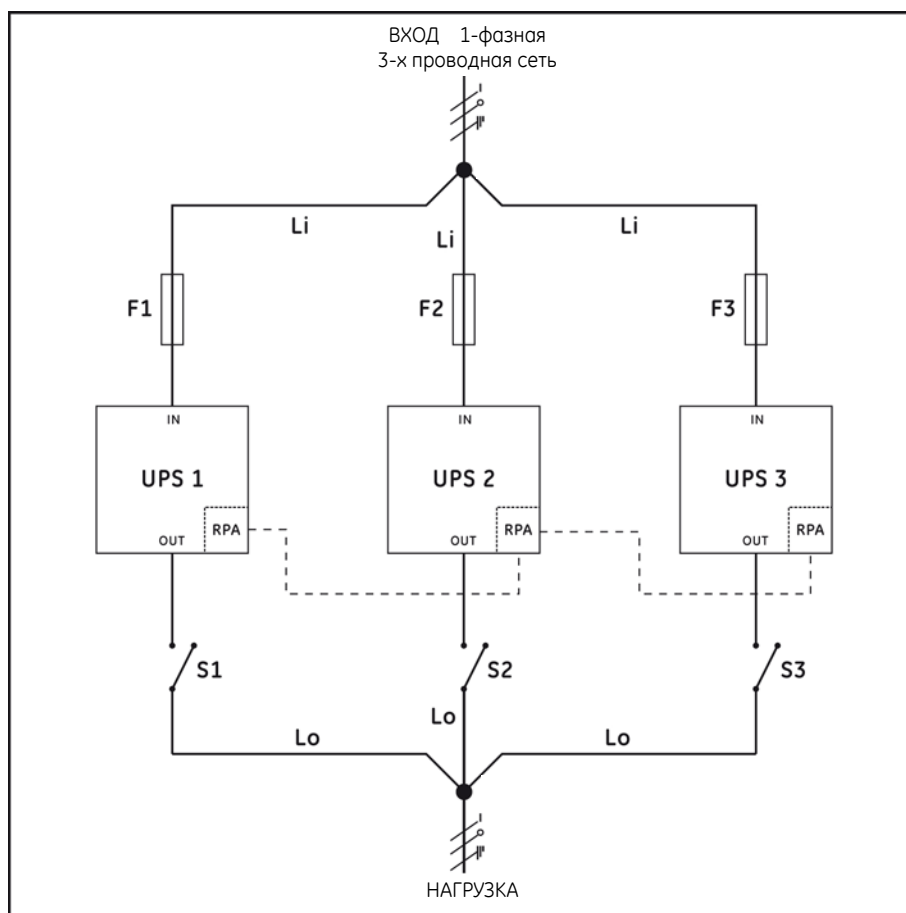 ВХОД 1-фазная
3-х проводная сеть
Li
Li
Li
F1
F2
F3
IN
IN
IN
UPS 1
UPS 2
UPS 3
RPA
RPA
RPA
OUT
OUT
OUT
S1
S2
S3
Lo
Lo
Lo
НАГРУЗКА